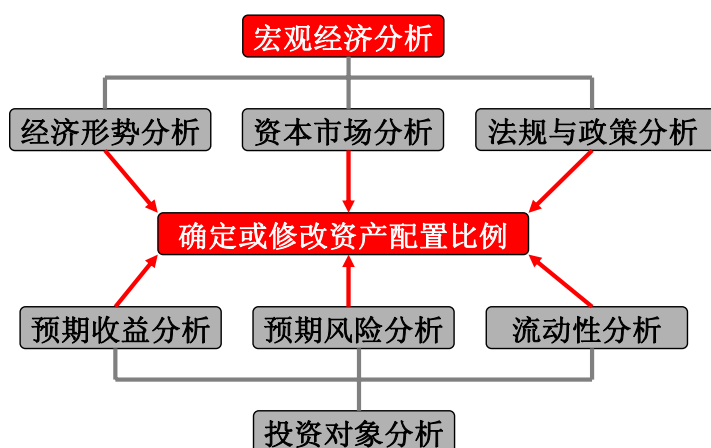 宏观经济分析
经济形势分析
资本市场分析
法规与政策分析
确定或修改资产配置比例
预期收益分析
预期风险分析
流动性分析
投资对象分析